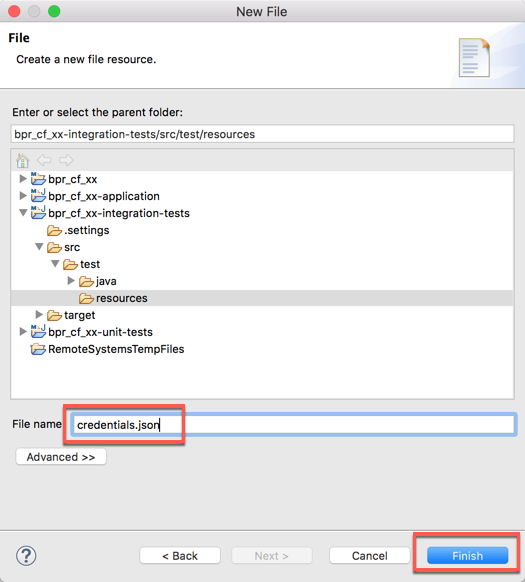 New File
File
Create a new file resource.
Enter or select the parent folder:
bpr_cf_xx-integration-tests/src/test/resources
bpr_cf_xx
bpr_cf_xx-application
bpr_cf_xx-integration-tests
.settings
src
test
java
resources
target
bpr_cf_xx-unit-tests
RemoteSystemsTempFiles
File name credentials.json
Advanced >>
? < Back Next > Cancel Finish